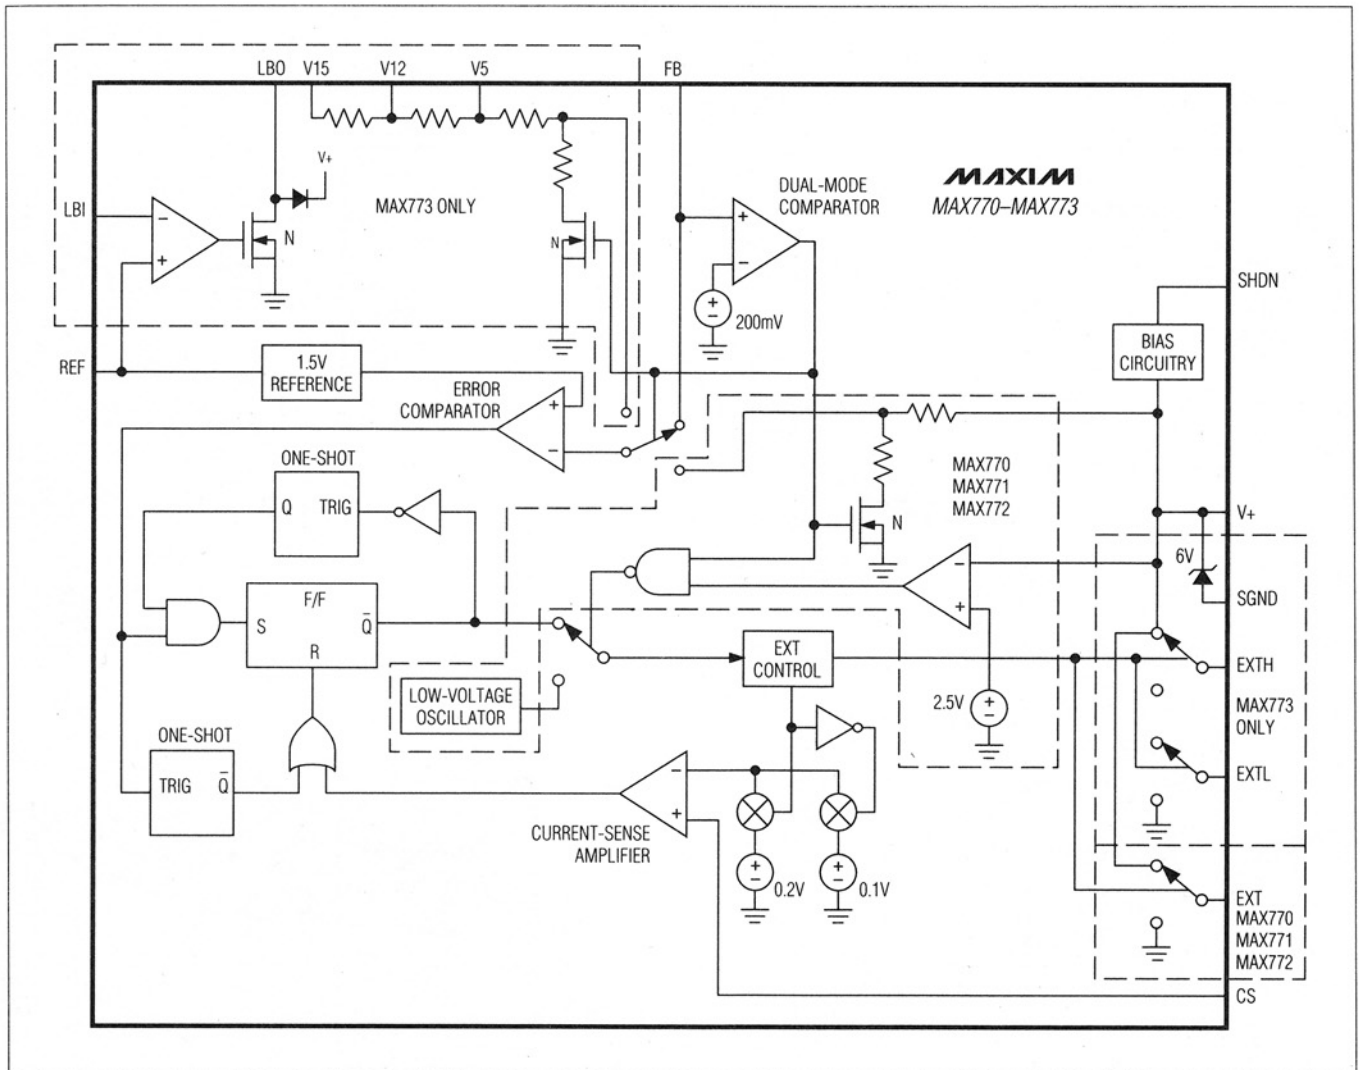 LBO V15 V12 V5 FB
V+
MAX773 ONLY
DUAL-MODE
COMPARATOR
MAXIM
MAX770–MAX773
LBI
−
+
N
N
+
−
+
−
200mV
SHDN
BIAS
CIRCUITRY
REF
1.5V
REFERENCE
ERROR
COMPARATOR
+
−
ONE-SHOT
Q TRIG
MAX770
MAX771
MAX772
N
V+
6V
SGND
F/F
S Q̅
R
−
+
EXT
CONTROL
EXTH
MAX773
ONLY
LOW-VOLTAGE
OSCILLATOR
2.5V
+
−
ONE-SHOT
TRIG Q̅
EXTL
−
+
CURRENT-SENSE
AMPLIFIER
+
−
0.2V
+
−
0.1V
EXT
MAX770
MAX771
MAX772
CS